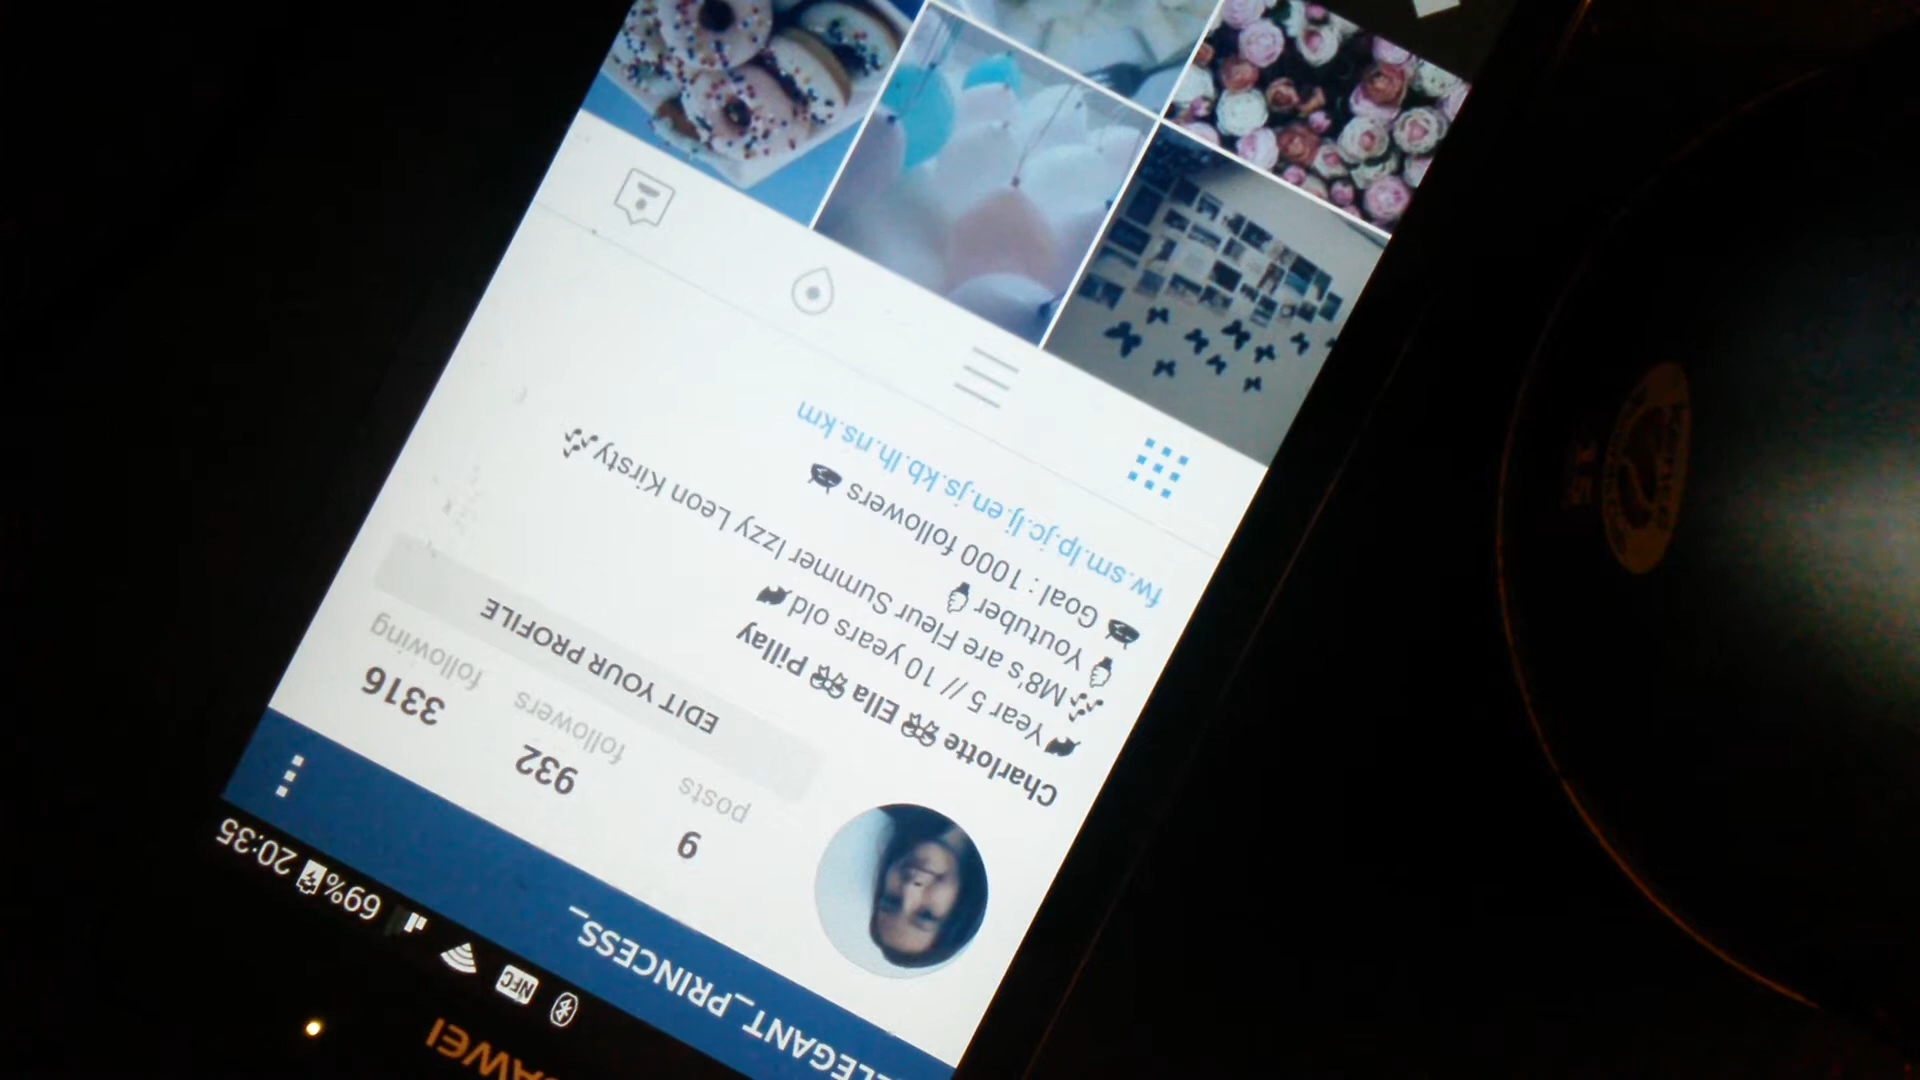 AWEI
NFC 69% 20:35
ELEGANT_PRINCESS_
9 932 3316
posts followers following
EDIT YOUR PROFILE
Charlotte Ella Pillay
Year 5 // 10 years old
M8's are Fleur Summer Izzy Leon Kirsty
Youtuber
Goal : 1000 followers
fw.sm.lp.jc.lj.en.js.kb.lh.ns.km